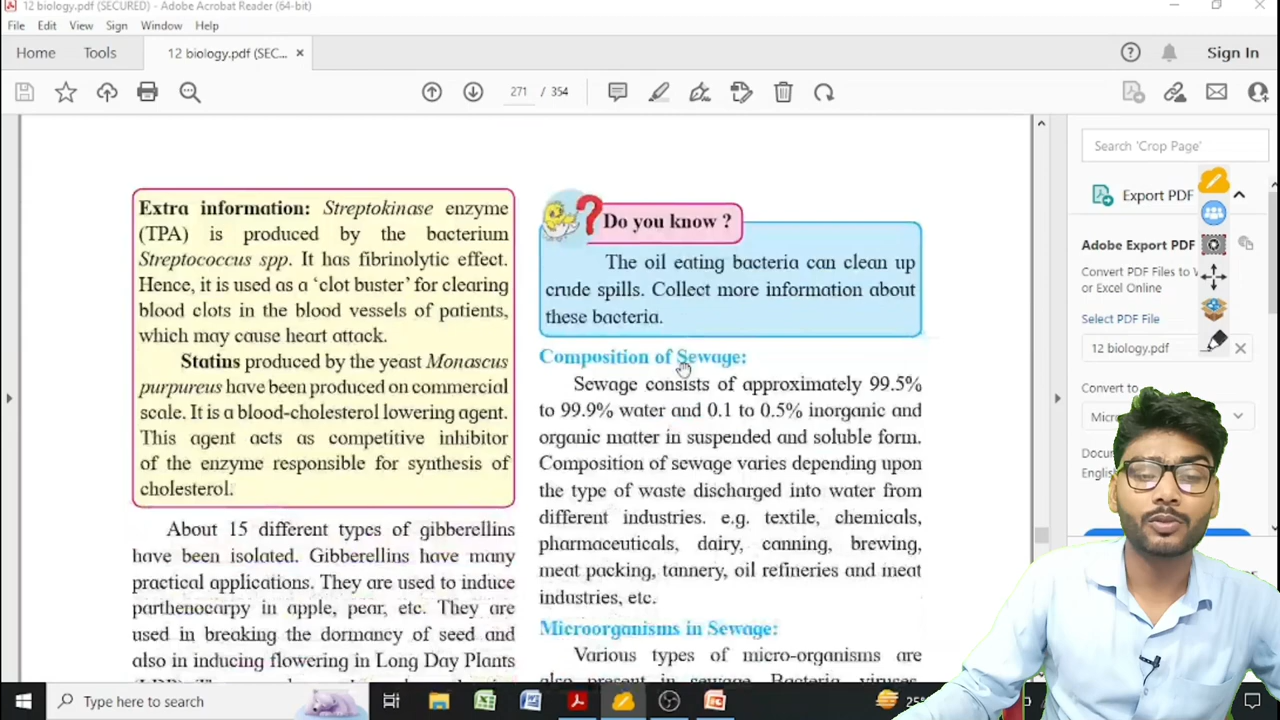 12 biology.pdf (SECURED) - Adobe Acrobat Reader (64-bit)
File Edit View Sign Window Help
Home Tools 12 biology.pdf (SEC... × Sign In
271 / 354
Extra information: Streptokinase enzyme
(TPA) is produced by the bacterium
Streptococcus spp. It has fibrinolytic effect.
Hence, it is used as a ‘clot buster’ for clearing
blood clots in the blood vessels of patients,
which may cause heart attack.
Statins produced by the yeast Monascus
purpureus have been produced on commercial
scale. It is a blood-cholesterol lowering agent.
This agent acts as competitive inhibitor
of the enzyme responsible for synthesis of
cholesterol.
About 15 different types of gibberellins
have been isolated. Gibberellins have many
practical applications. They are used to induce
parthenocarpy in apple, pear, etc. They are
used in breaking the dormancy of seed and
also in inducing flowering in Long Day Plants
? Do you know ?
The oil eating bacteria can clean up
crude spills. Collect more information about
these bacteria.
Composition of Sewage:
Sewage consists of approximately 99.5%
to 99.9% water and 0.1 to 0.5% inorganic and
organic matter in suspended and soluble form.
Composition of sewage varies depending upon
the type of waste discharged into water from
different industries. e.g. textile, chemicals,
pharmaceuticals, dairy, canning, brewing,
meat packing, tannery, oil refineries and meat
industries, etc.
Microorganisms in Sewage:
Various types of micro-organisms are
also present in sewage. Bacteria, viruses,
Search 'Crop Page'
Export PDF
Adobe Export PDF
Convert PDF Files to
or Excel Online
Select PDF File
12 biology.pdf
Convert to
Type here to search
25°